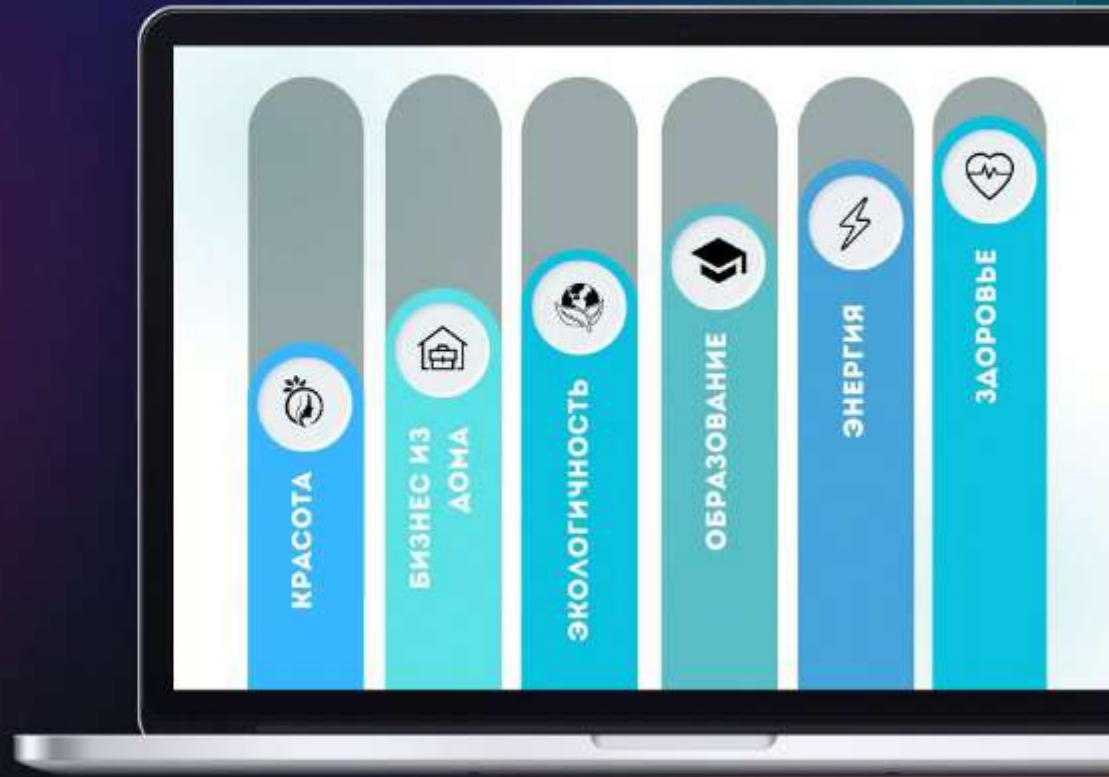 КРАСОТА
БИЗНЕС ИЗ
ДОМА
ЭКОЛОГИЧНОСТЬ
ОБРАЗОВАНИЕ
ЭНЕРГИЯ
ЗДОРОВЬЕ